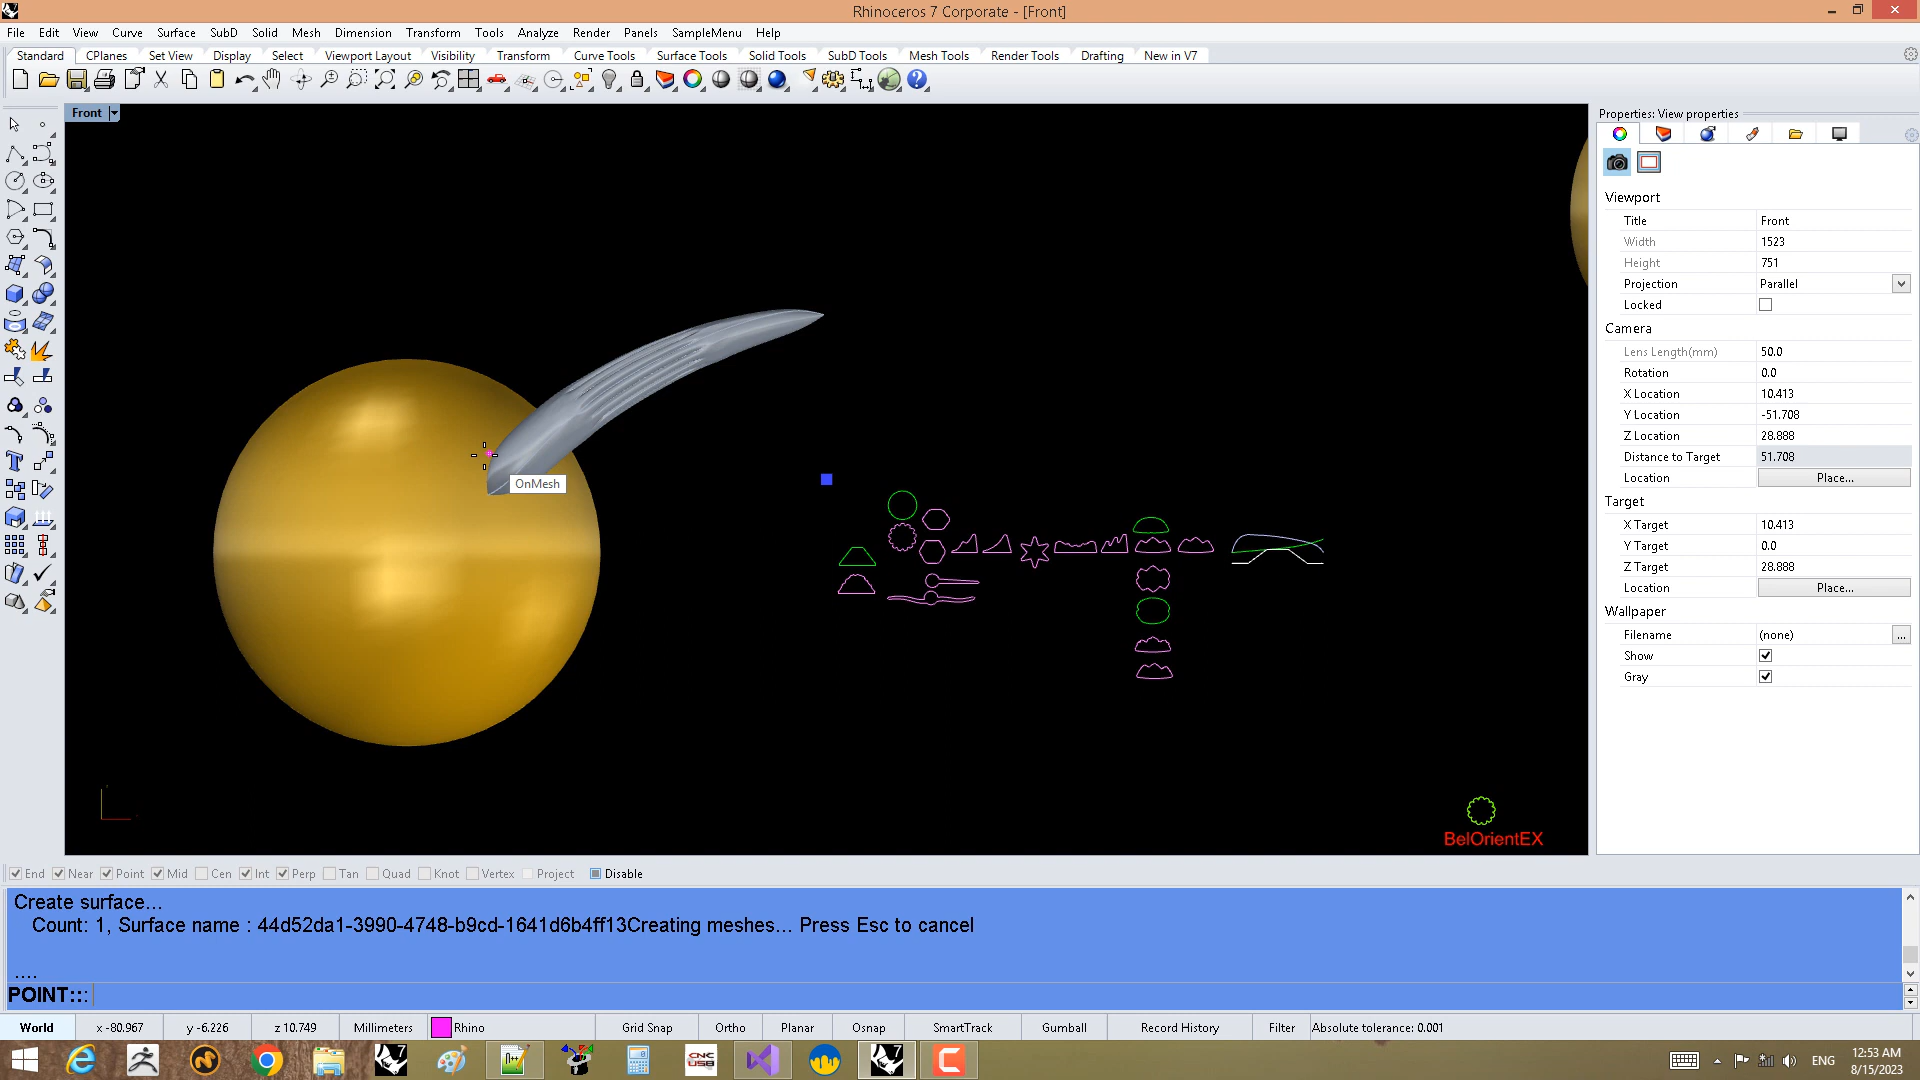 Rhinoceros 7 Corporate - [Front]
File Edit View Curve Surface SubD Solid Mesh Dimension Transform Tools Analyze Render Panels SampleMenu Help
Standard CPlanes Set View Display Select Viewport Layout Visibility Transform Curve Tools Surface Tools Solid Tools SubD Tools Mesh Tools Render Tools Drafting New in V7
Front
OnMesh
BelOrientEX
Properties: View properties
Viewport
Title Front
Width 1523
Height 751
Projection Parallel
Locked
Camera
Lens Length(mm) 50.0
Rotation 0.0
X Location 10.413
Y Location -51.708
Z Location 28.888
Distance to Target 51.708
Location Place...
Target
X Target 10.413
Y Target 0.0
Z Target 28.888
Location Place...
Wallpaper
Filename (none) ...
Show
Gray
End Near Point Mid Cen Int Perp Tan Quad Knot Vertex Project Disable
Create surface...
Count: 1, Surface name : 44d52da1-3990-4748-b9cd-1641d6b4ff13Creating meshes... Press Esc to cancel
....
POINT:::
World x -80.967 y -6.226 z 10.749 Millimeters Rhino Grid Snap Ortho Planar Osnap SmartTrack Gumball Record History Filter Absolute tolerance: 0.001
7 CNC USB 7 ENG 12:53 AM
8/15/2023